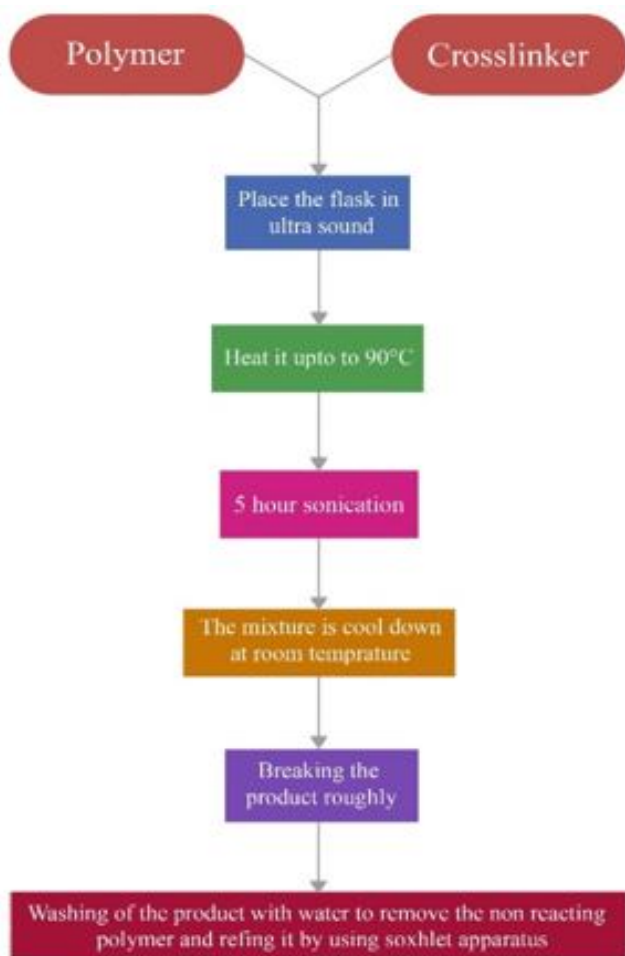 Polymer
Crosslinker
Place the flask in
ultra sound
Heat it upto to 90°C
5 hour sonication
The mixture is cool down
at room temprature
Breaking the
product roughly
Washing of the product with water to remove the non reacting
polymer and refing it by using soxhlet apparatus